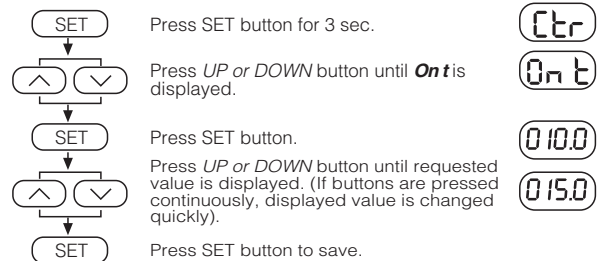 SET Press SET button for 3 sec. Ctr
Press UP or DOWN button until On t is
displayed.
On t
SET Press SET button. 010.0
Press UP or DOWN button until requested
value is displayed. (If buttons are pressed
continuously, displayed value is changed
quickly).
015.0
SET Press SET button to save.